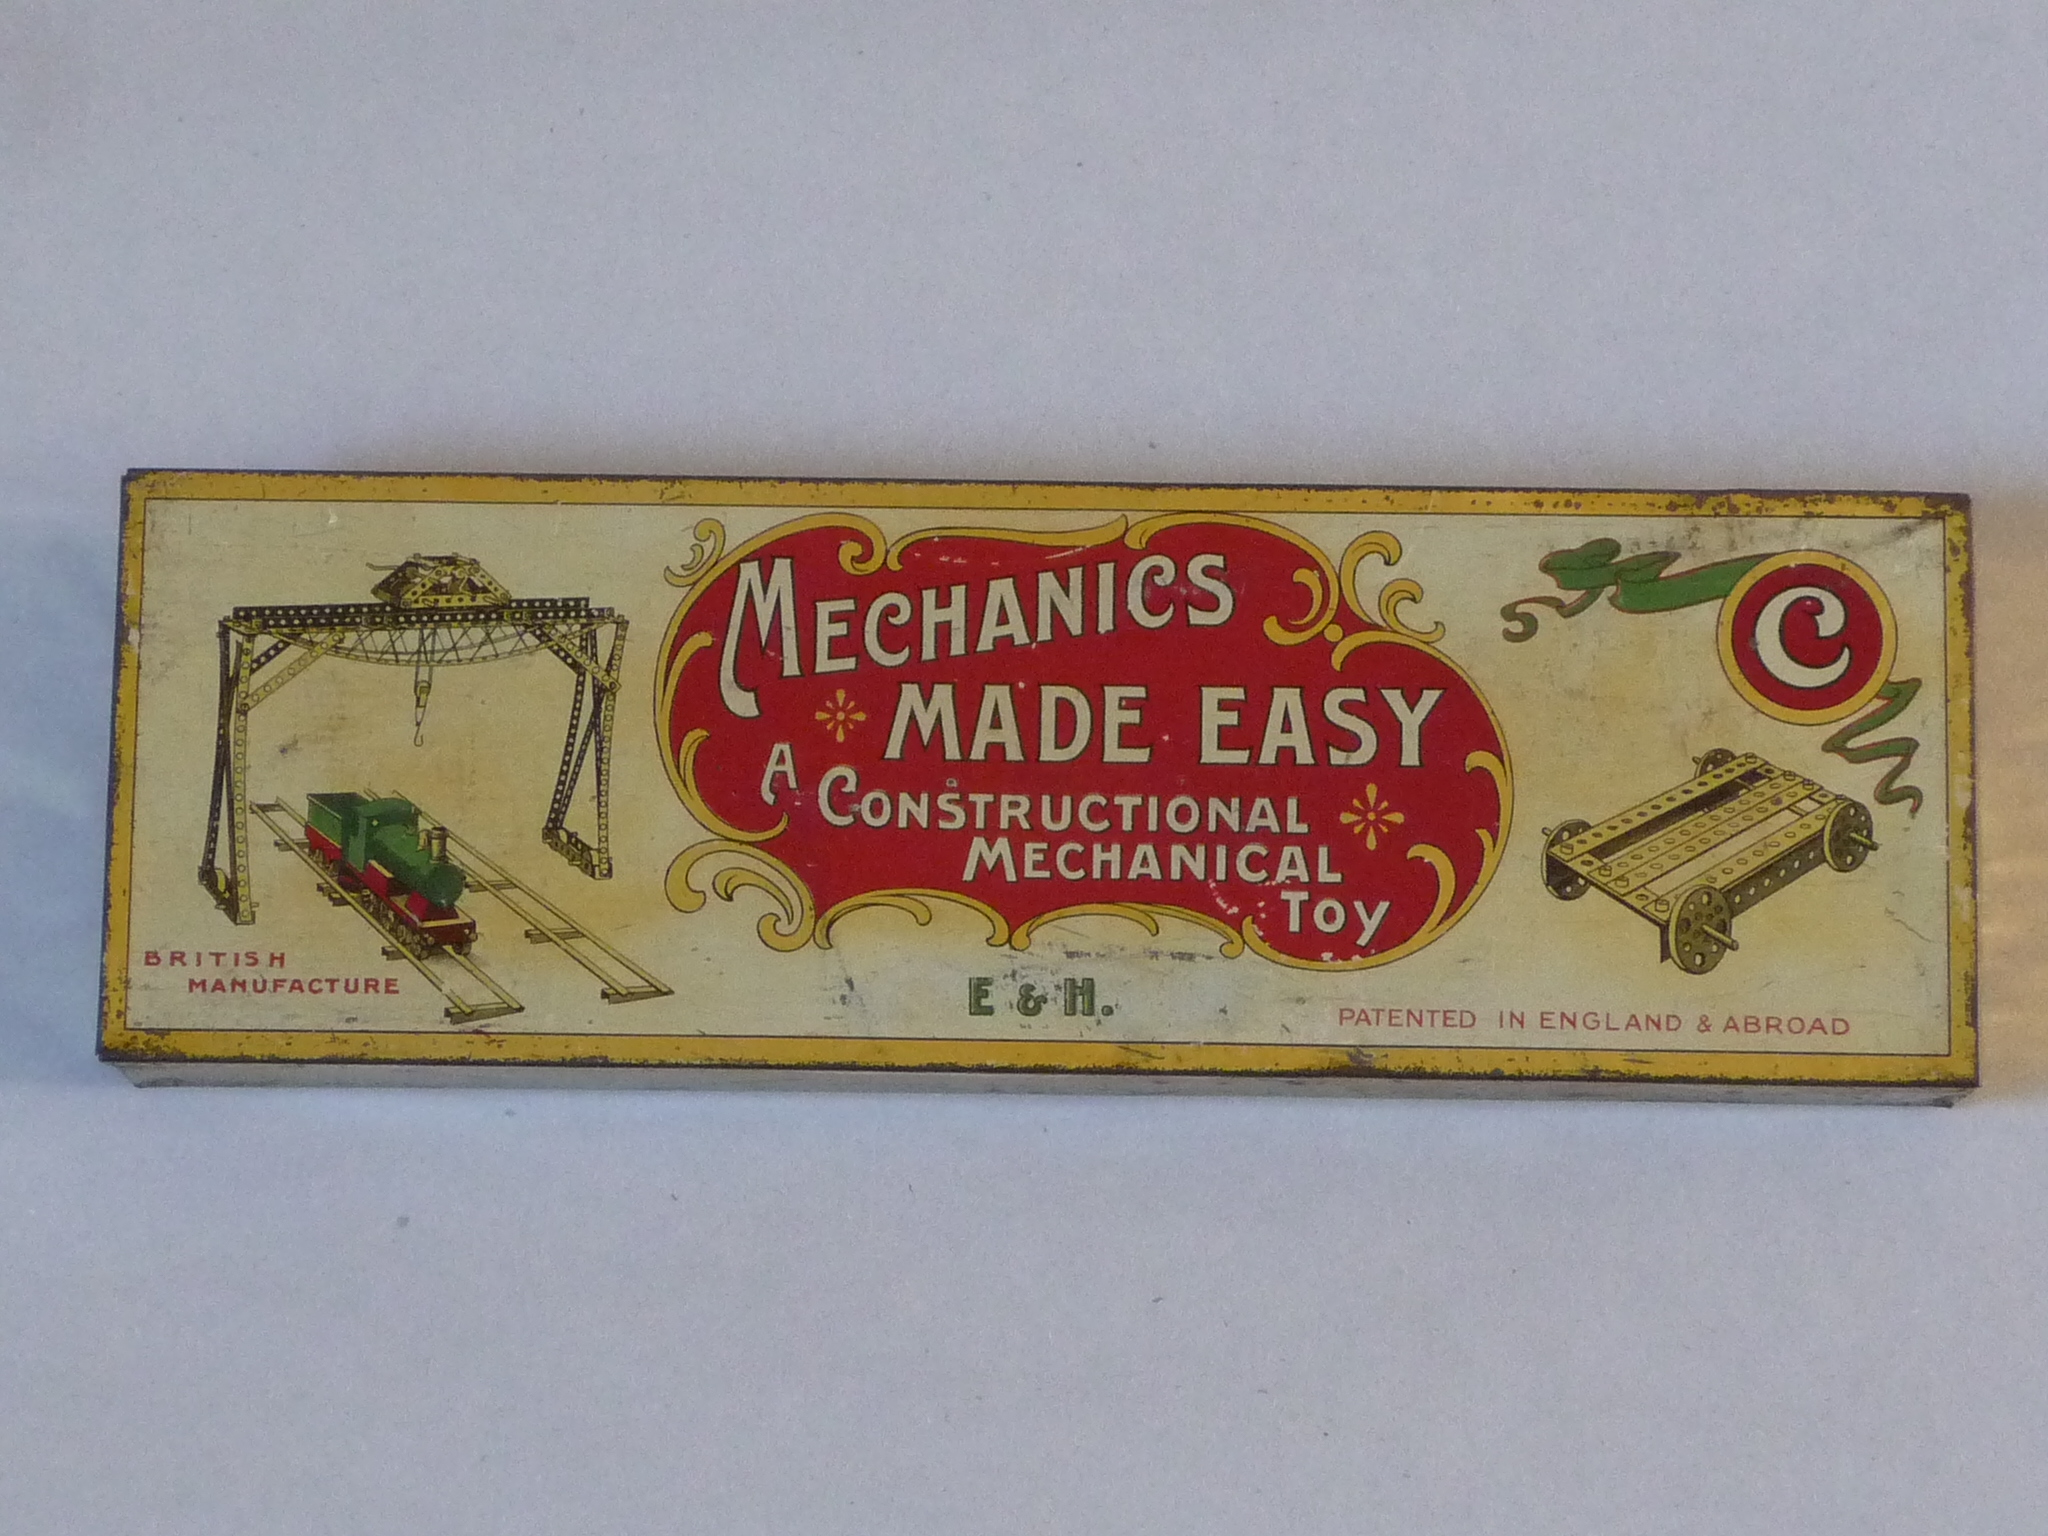 MECHANICS
MADE EASY
A CONSTRUCTIONAL
MECHANICAL
TOY
C
BRITISH
MANUFACTURE
E & H.
PATENTED IN ENGLAND & ABROAD